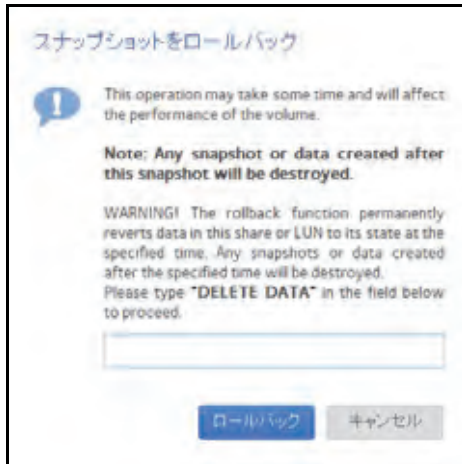 スナップショットをロールバック
This operation may take some time and will affect
the performance of the volume.
Note: Any snapshot or data created after
this snapshot will be destroyed.
WARNING! The rollback function permanently
reverts data in this share or LUN to its state at the
specified time. Any snapshots or data created
after the specified time will be destroyed.
Please type "DELETE DATA" in the field below
to proceed.
ロールバック
キャンセル